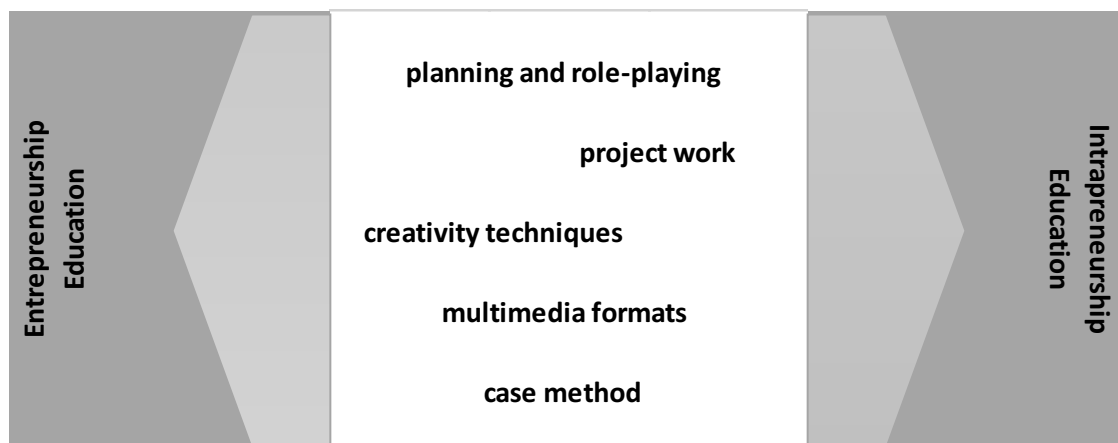 Entrepreneurship
Education
planning and role-playing
project work
creativity techniques
multimedia formats
case method
Intrapreneurship
Education